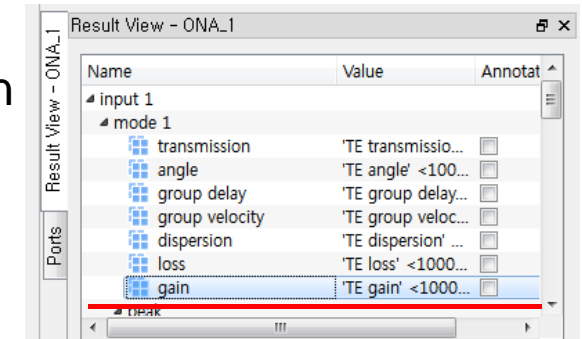 Result View - ONA_1
Result View - ONA_1
Ports
n
Name Value Annotat
input 1
mode 1
transmission 'TE transmissio...
angle 'TE angle' <100...
group delay 'TE group delay...
group velocity 'TE group veloc...
dispersion 'TE dispersion' ...
loss 'TE loss' <1000...
gain 'TE gain' <1000...
peak